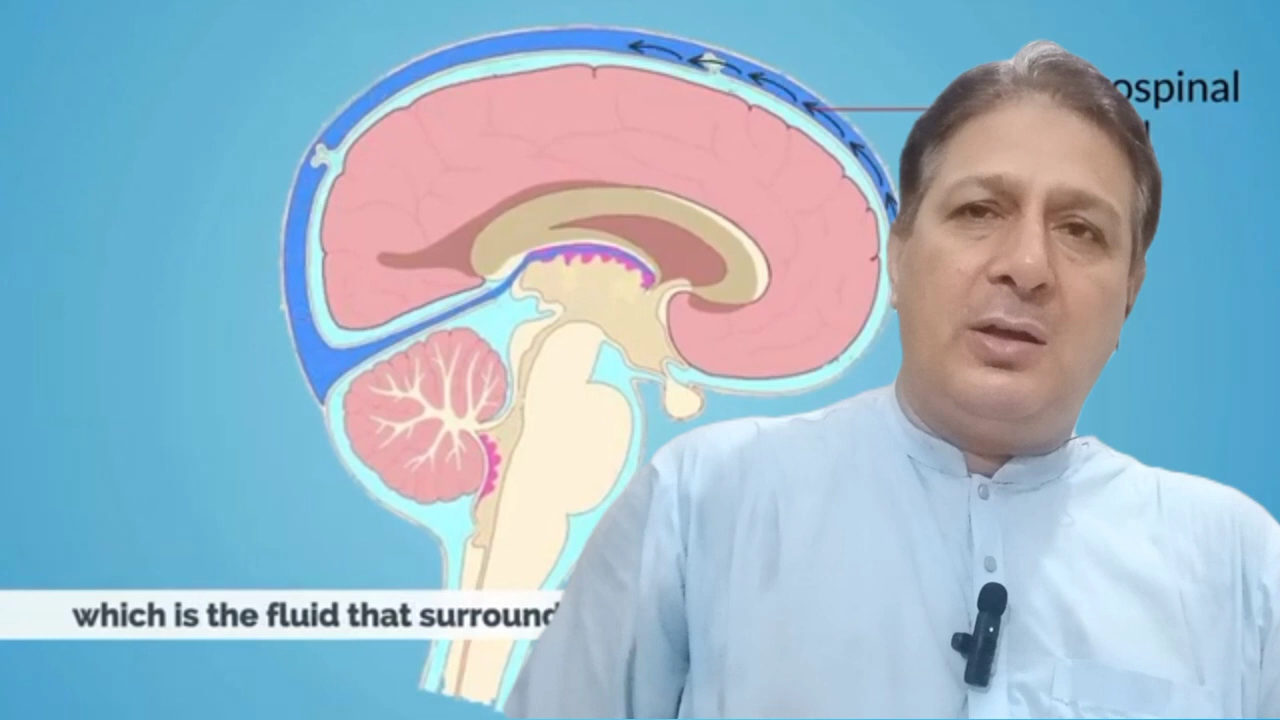 ospinal
which is the fluid that surround